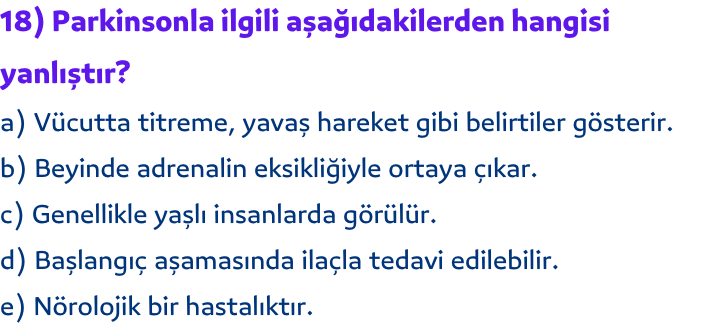 18) Parkinsonla ilgili aşağıdakilerden hangisi
yanlıştır?
a) Vücutta titreme, yavaş hareket gibi belirtiler gösterir.
b) Beyinde adrenalin eksikliğiyle ortaya çıkar.
c) Genellikle yaşlı insanlarda görülür.
d) Başlangıç aşamasında ilaçla tedavi edilebilir.
e) Nörolojik bir hastalıktır.